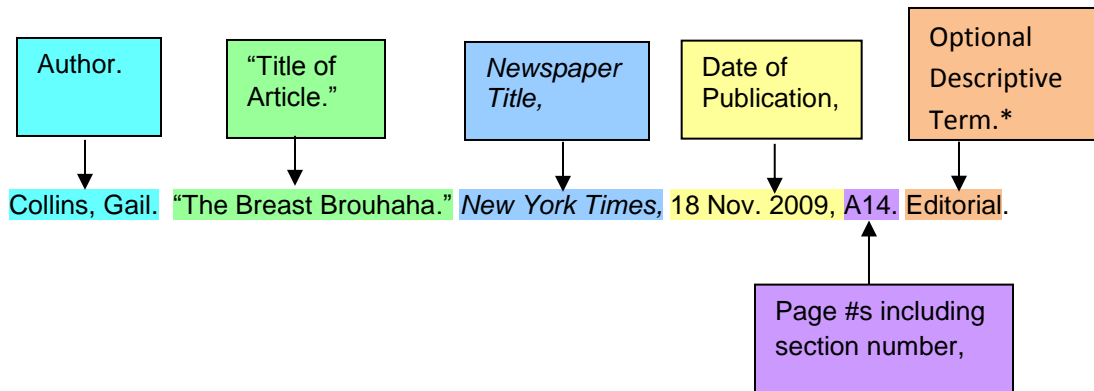 Author.
“Title of
Article.”
Newspaper
Title,
Date of
Publication,
Optional
Descriptive
Term.*
Collins, Gail. “The Breast Brouhaha.” New York Times, 18 Nov. 2009, A14. Editorial.
Page #s including
section number,